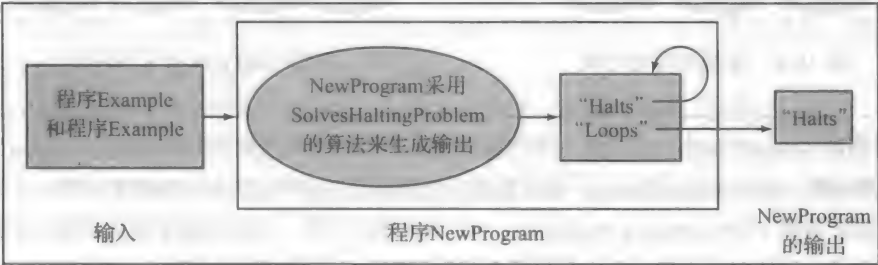 程序Example
和程序Example
NewProgram采用
SolvesHaltingProblem
的算法来生成输出
“Halts”
“Loops”
“Halts”
输入
程序NewProgram
NewProgram
的输出